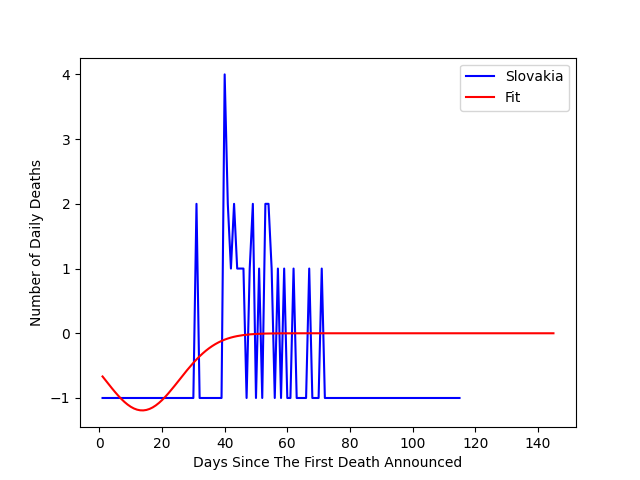 Slovakia
Fit
4
3
2
1
0
−1
Number of Daily Deaths
0 20 40 60 80 100 120 140
Days Since The First Death Announced